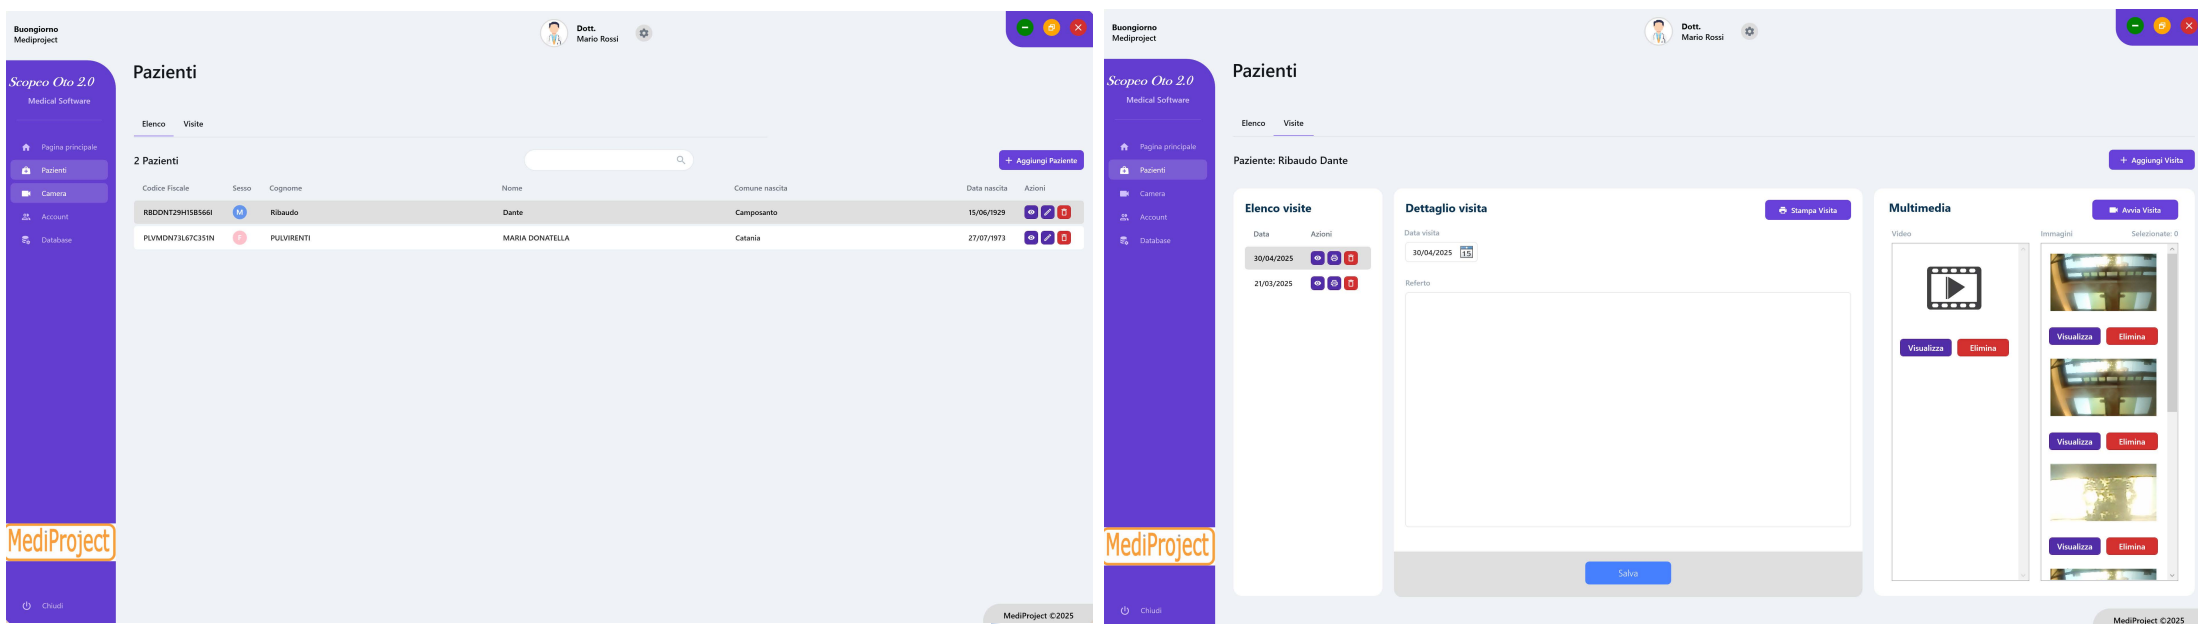 Buongiorno
Mediproject
Dott.
Mario Rossi
Scopeo Oto 2.0
Medical Software
Pagina principale
Pazienti
Camera
Account
Database
MediProject
Chiudi
Pazienti
Elenco Visite
2 Pazienti
+ Aggiungi Paziente
Codice Fiscale Sesso Cognome Nome Comune nascita Data nascita Azioni
RBDDNT29H15B566I M Ribaudo Dante Camposanto 15/06/1929
PLVMDN73L67C351N F PULVIRENTI MARIA DONATELLA Catania 27/07/1973
MediProject ©2025
Buongiorno
Mediproject
Dott.
Mario Rossi
Scopeo Oto 2.0
Medical Software
Pagina principale
Pazienti
Camera
Account
Database
MediProject
Chiudi
Pazienti
Elenco Visite
Paziente: Ribaudo Dante
+ Aggiungi Visita
Elenco visite
Data Azioni
30/04/2025
21/03/2025
Dettaglio visita
Stampa Visita
Data visita
30/04/2025 15
Referto
Salva
Multimedia
Avvia Visita
Video
Visualizza Elimina
Immagini Selezionate: 0
Visualizza Elimina
Visualizza Elimina
Visualizza Elimina
MediProject ©2025